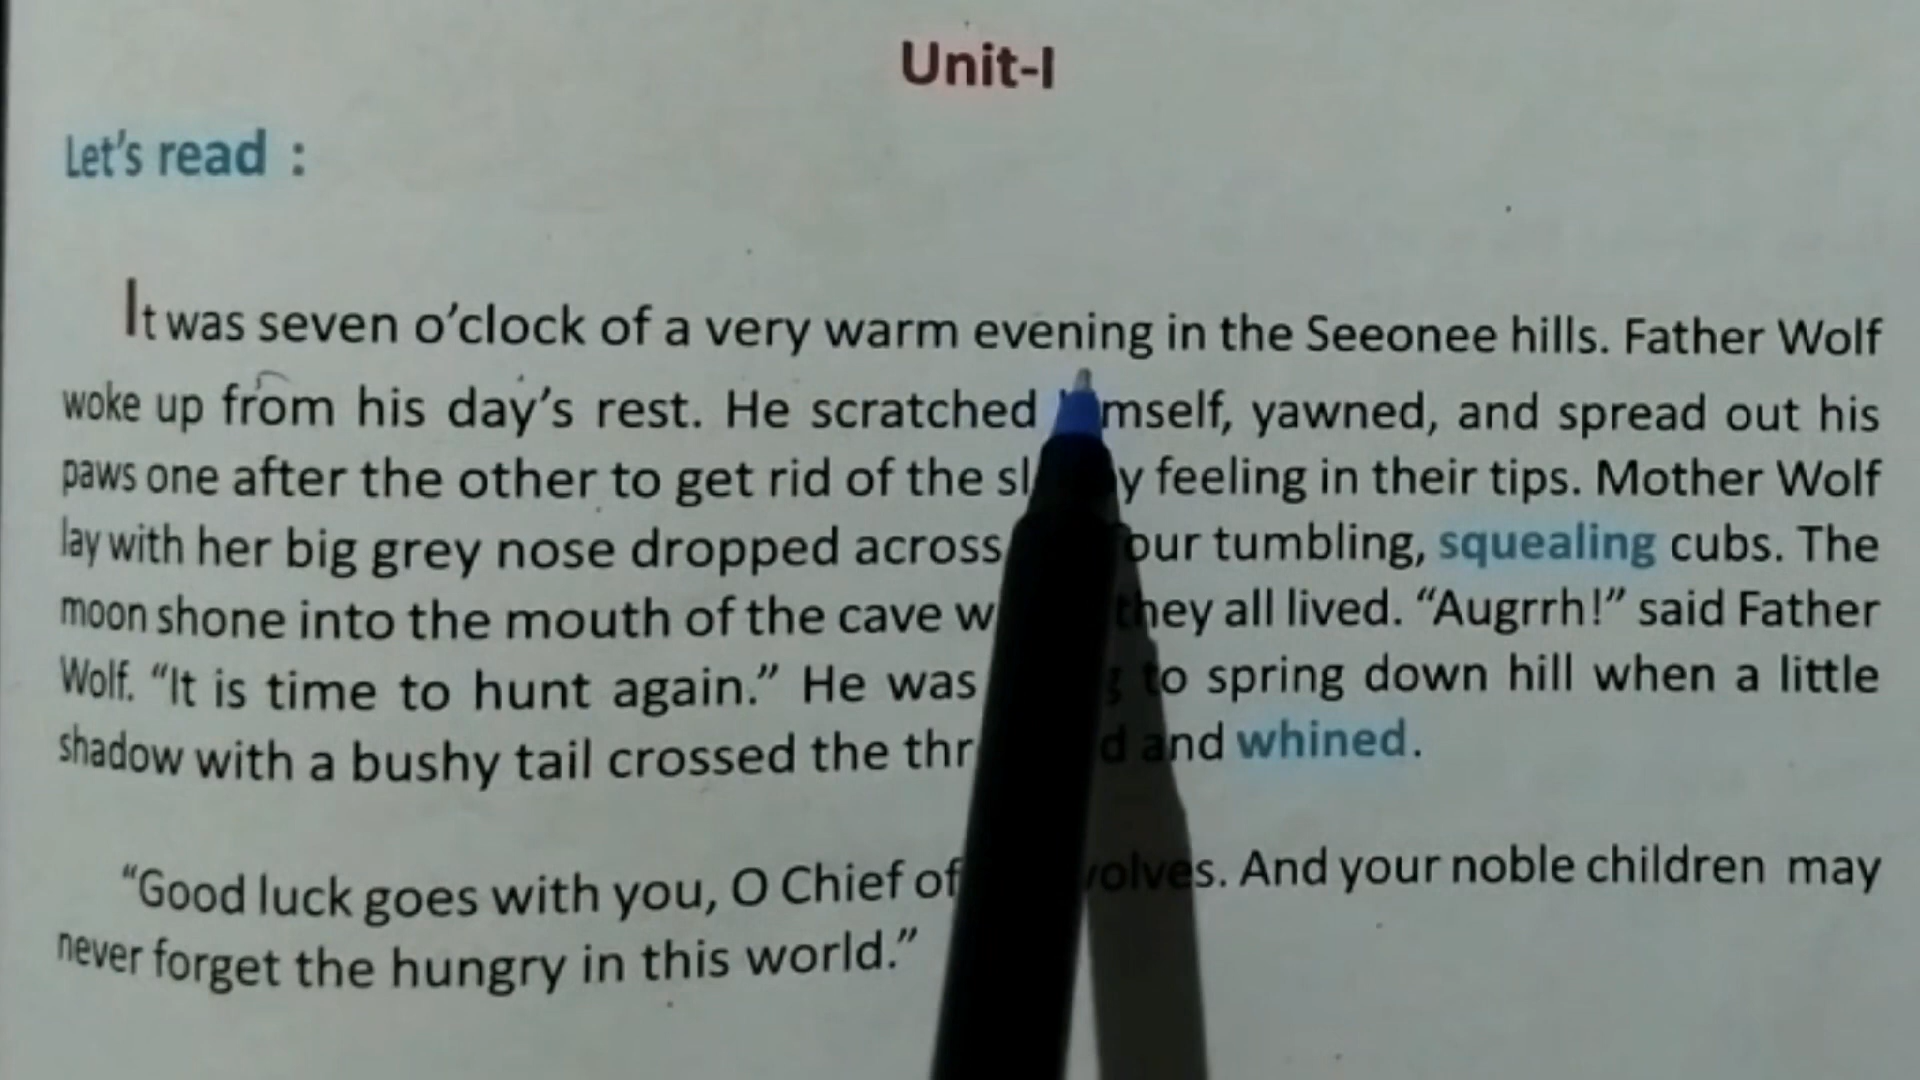 Unit-I
Let's read :
It was seven o'clock of a very warm evening in the Seeonee hills. Father Wolf
woke up from his day's rest. He scratched mself, yawned, and spread out his
paws one after the other to get rid of the sl y feeling in their tips. Mother Wolf
lay with her big grey nose dropped across our tumbling, squealing cubs. The
moon shone into the mouth of the cave w they all lived. “Augrrh!” said Father
Wolf. “It is time to hunt again.” He was to spring down hill when a little
shadow with a bushy tail crossed the thr d and whined.
“Good luck goes with you, O Chief of olves. And your noble children may
never forget the hungry in this world.”